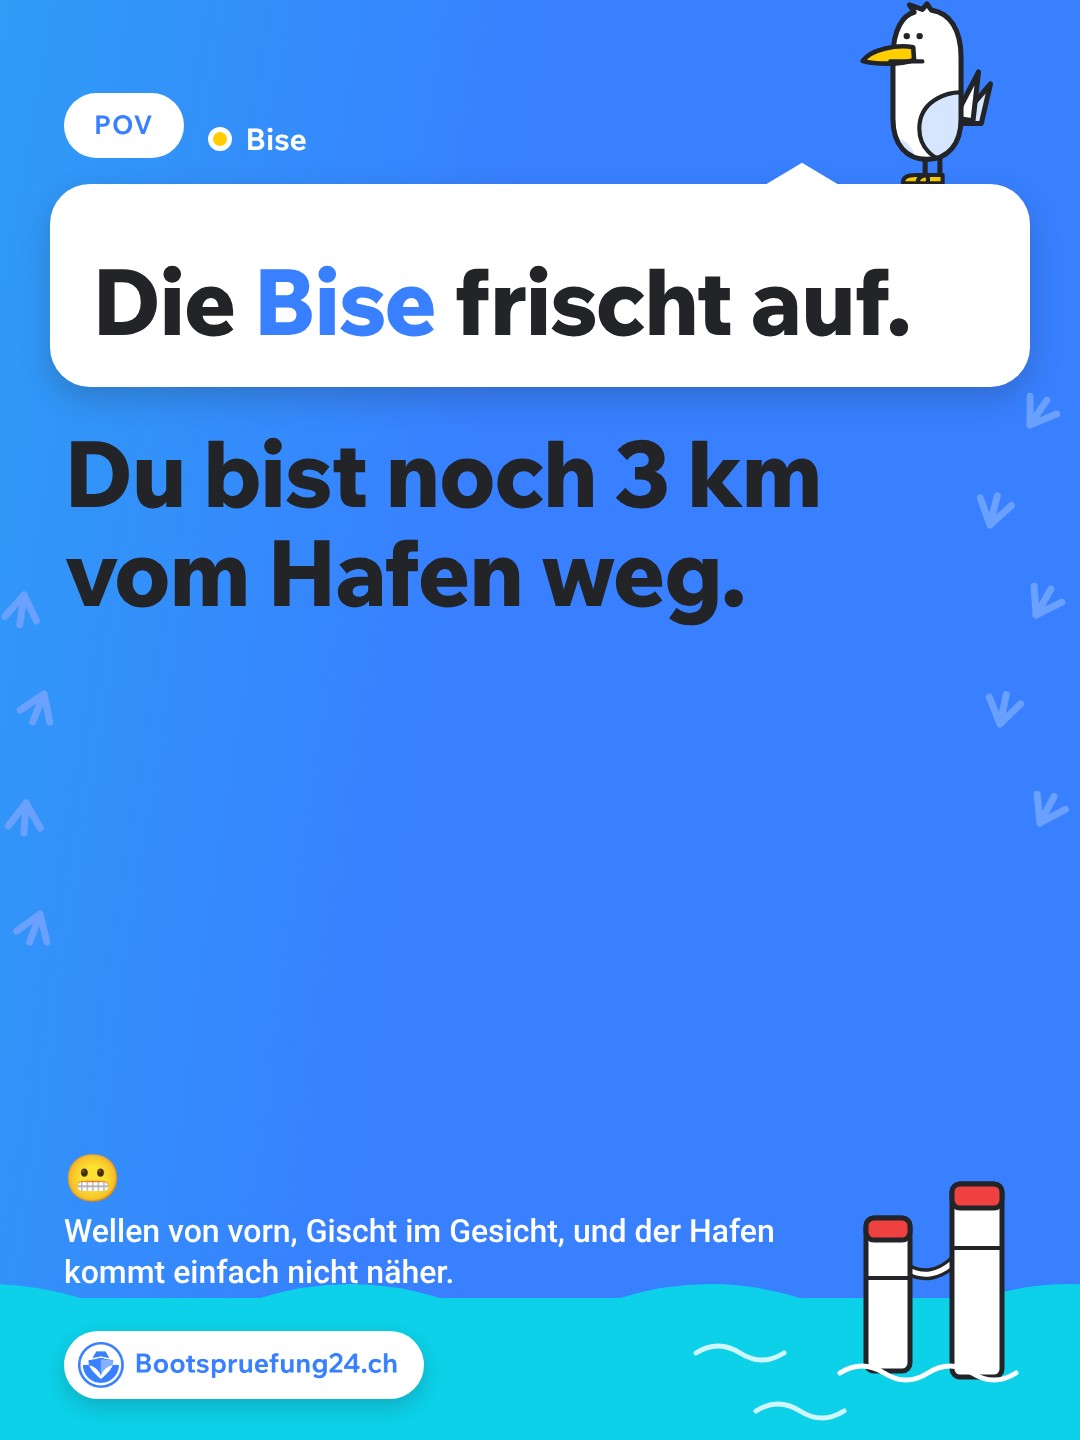 POV
Bise
Die Bise frischt auf.
Du bist noch 3 km
vom Hafen weg.
😬
Wellen von vorn, Gischt im Gesicht, und der Hafen
kommt einfach nicht näher.
Bootspruefung24.ch